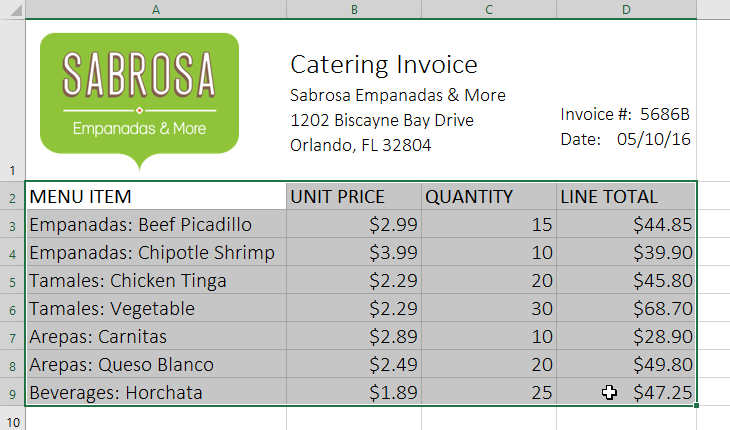 A B C D
SABROSA
Empanadas & More
Catering Invoice
Sabrosa Empanadas & More
1202 Biscayne Bay Drive
Orlando, FL 32804
Invoice #: 5686B
Date: 05/10/16
1
2 MENU ITEM UNIT PRICE QUANTITY LINE TOTAL
3 Empanadas: Beef Picadillo $2.99 15 $44.85
4 Empanadas: Chipotle Shrimp $3.99 10 $39.90
5 Tamales: Chicken Tinga $2.29 20 $45.80
6 Tamales: Vegetable $2.29 30 $68.70
7 Arepas: Carnitas $2.89 10 $28.90
8 Arepas: Queso Blanco $2.49 20 $49.80
9 Beverages: Horchata $1.89 25 $47.25
10